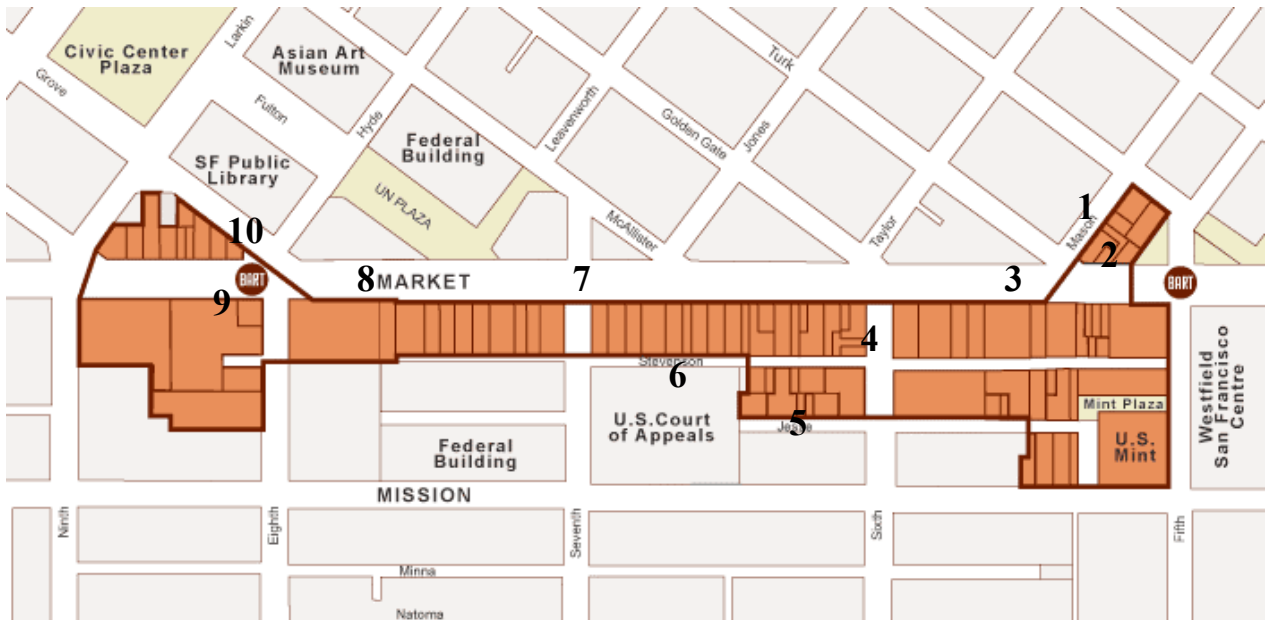 Civic Center
Plaza
Larkin
Asian Art
Museum
Turk
Grove
Fulton
Hyde
Leavenworth
Golden Gate
Jones
Federal
Building
SF Public
Library
UN PLAZA
McAllister
Taylor
Mason
1
2
10
BART
8
MARKET
7
3
BART
9
4
Stevenson
6
U.S.Court
of Appeals
5
Jessie
Mint Plaza
U.S.
Mint
Westfield
San Francisco
Centre
Federal
Building
MISSION
Ninth
Eighth
Seventh
Sixth
Fifth
Minna
Natoma